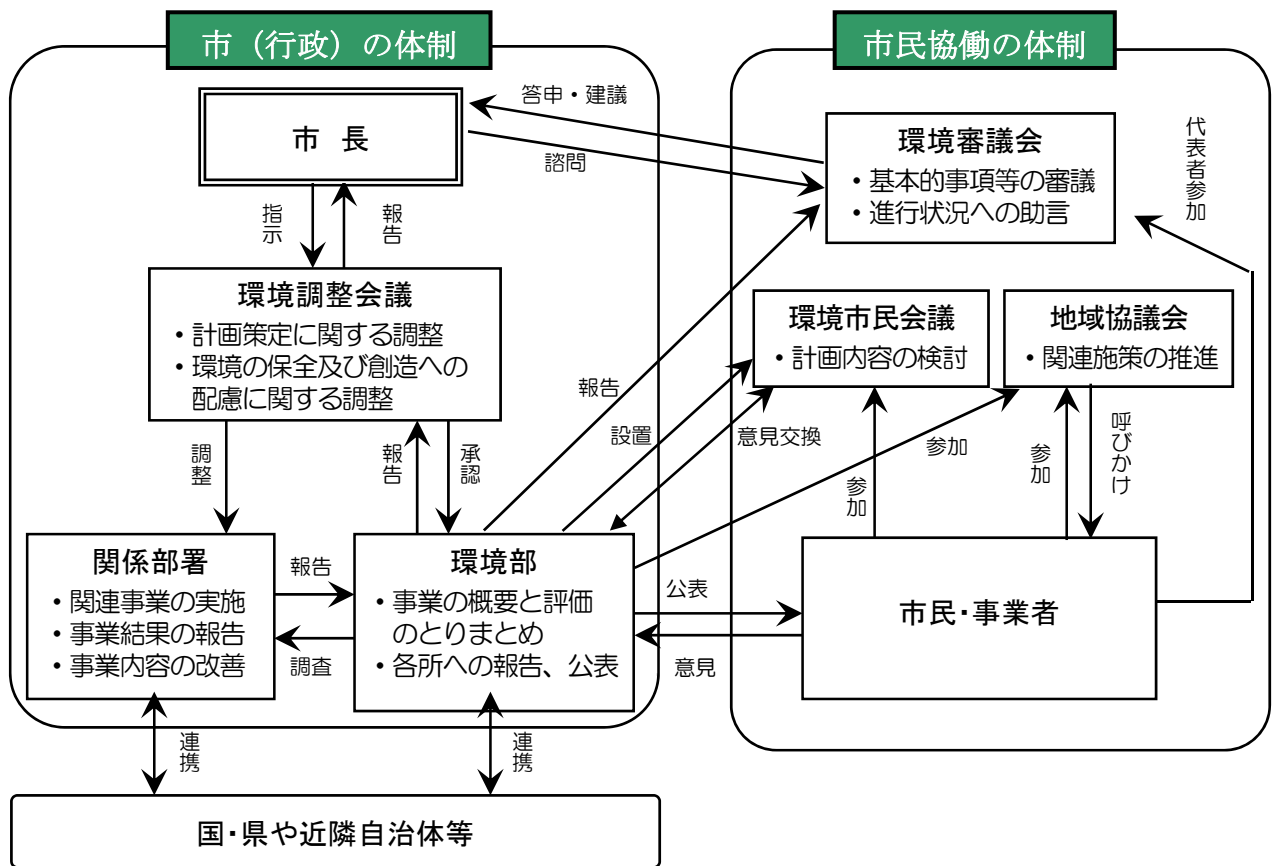 市（行政）の体制
市民協働の体制
市 長
答申・建議
諮問
環境審議会
・基本的事項等の審議
・進行状況への助言
代表者参加
指示
報告
環境調整会議
・計画策定に関する調整
・環境の保全及び創造への
配慮に関する調整
環境市民会議
・計画内容の検討
地域協議会
・関連施策の推進
報告
設置
意見交換
参加
参加
参加
呼びかけ
調整
報告
承認
関係部署
・関連事業の実施
・事業結果の報告
・事業内容の改善
報告
調査
環境部
・事業の概要と評価
のとりまとめ
・各所への報告、公表
公表
意見
市民・事業者
連携
連携
国・県や近隣自治体等